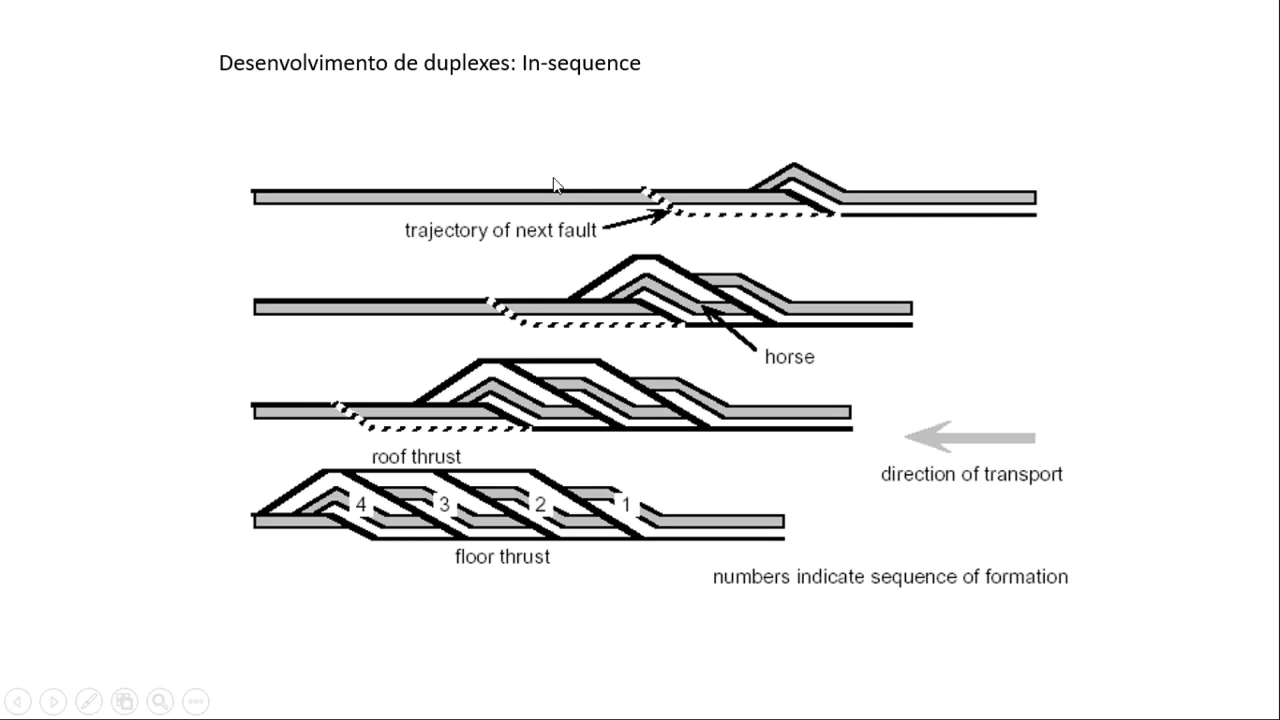 Desenvolvimento de duplexes: In-sequence
trajectory of next fault
horse
roof thrust
direction of transport
4 3 2 1
floor thrust
numbers indicate sequence of formation